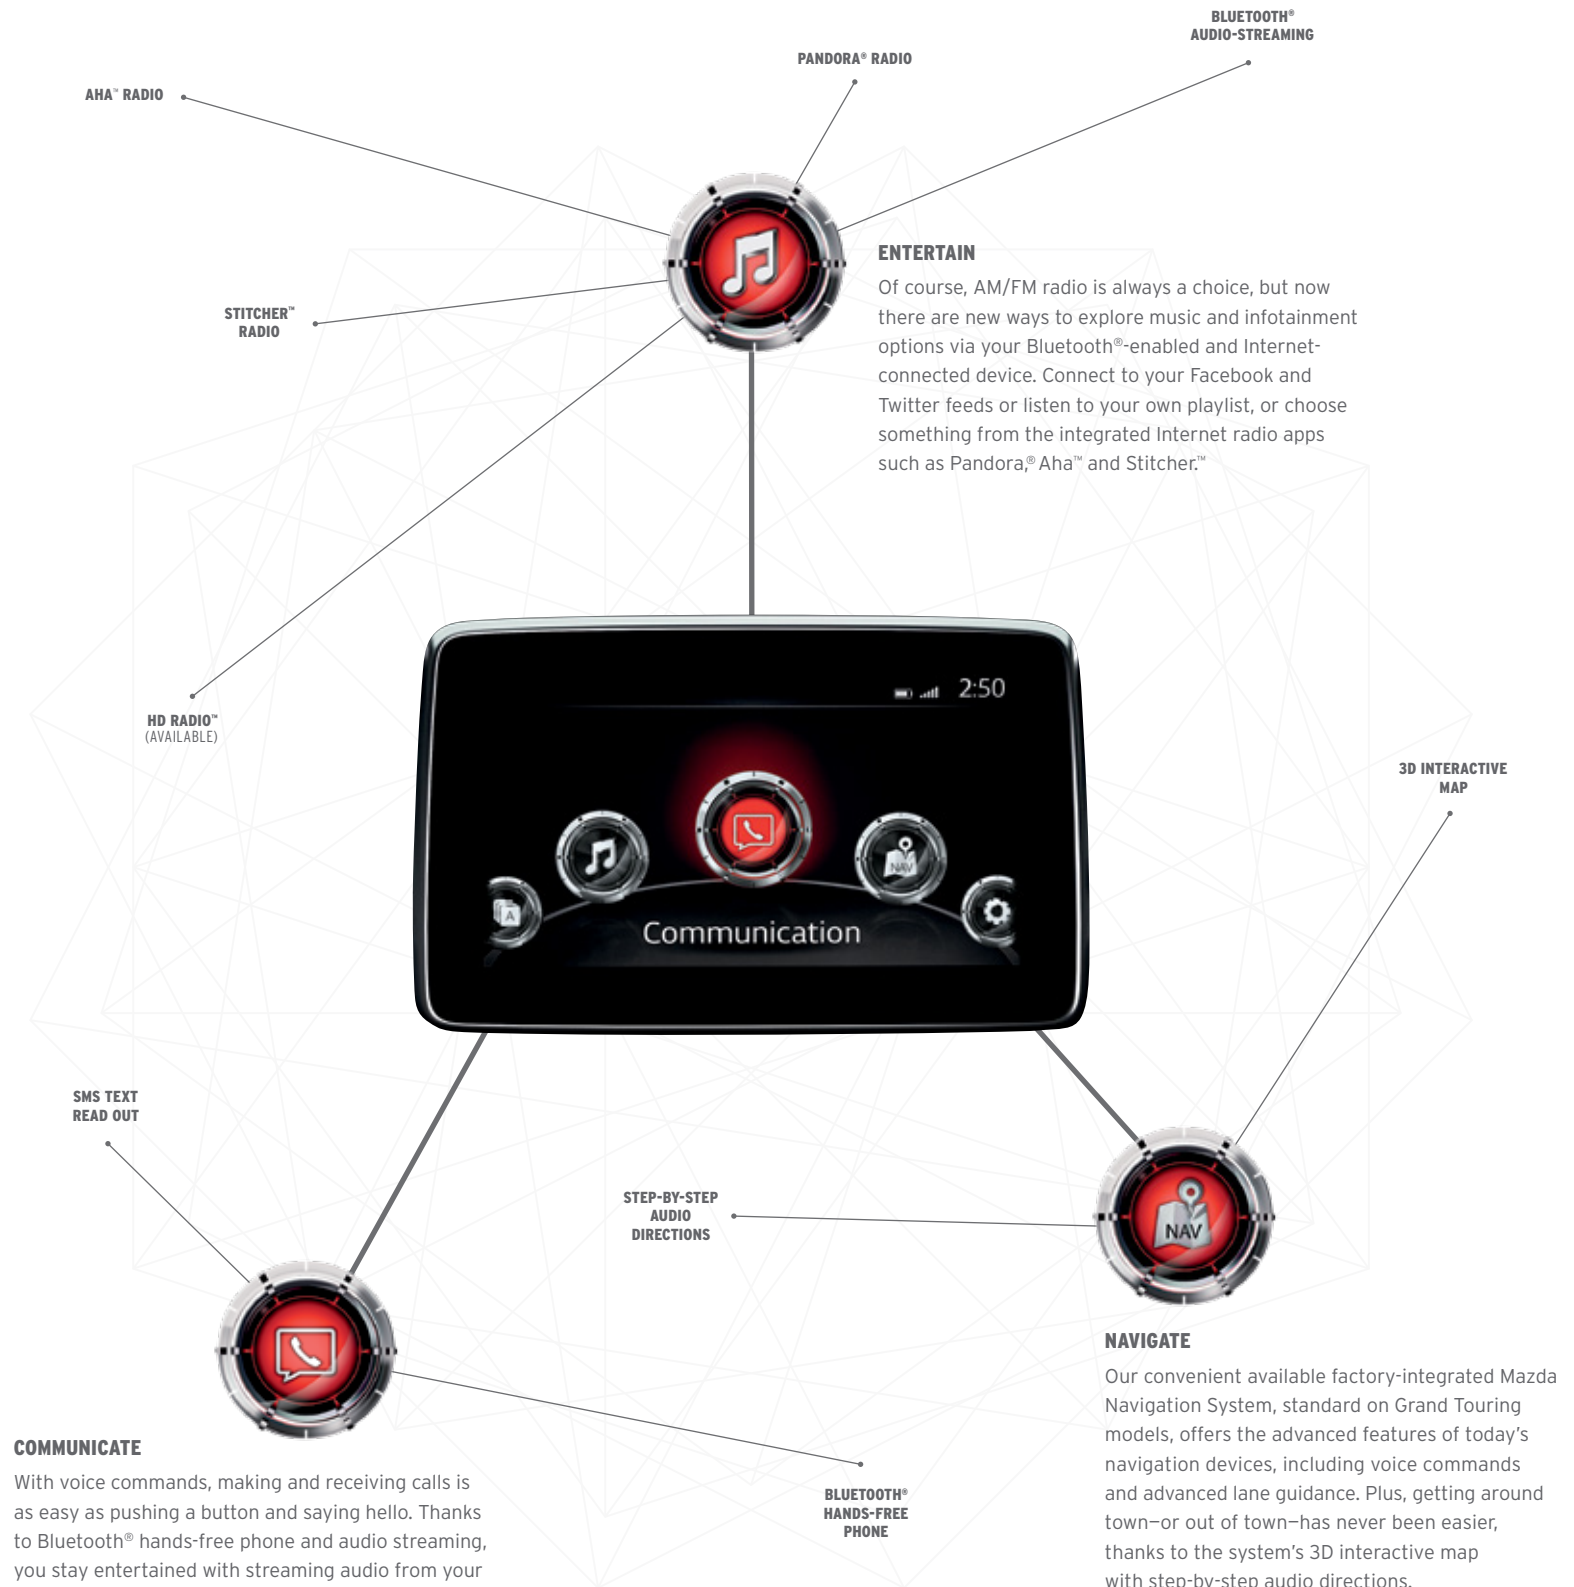 BLUETOOTH®
AUDIO-STREAMING
PANDORA® RADIO
AHA™ RADIO
ENTERTAIN
Of course, AM/FM radio is always a choice, but now
there are new ways to explore music and infotainment
options via your Bluetooth®-enabled and Internet-
connected device. Connect to your Facebook and
Twitter feeds or listen to your own playlist, or choose
something from the integrated Internet radio apps
such as Pandora,® Aha™ and Stitcher.™
STITCHER™
RADIO
HD RADIO™
(AVAILABLE)
2:50
NAV
A
Communication
3D INTERACTIVE
MAP
SMS TEXT
READ OUT
STEP-BY-STEP
AUDIO
DIRECTIONS
NAV
COMMUNICATE
With voice commands, making and receiving calls is
as easy as pushing a button and saying hello. Thanks
to Bluetooth® hands-free phone and audio streaming,
you stay entertained with streaming audio from your
BLUETOOTH®
HANDS-FREE
PHONE
NAVIGATE
Our convenient available factory-integrated Mazda
Navigation System, standard on Grand Touring
models, offers the advanced features of today's
navigation devices, including voice commands
and advanced lane guidance. Plus, getting around
town—or out of town—has never been easier,
thanks to the system's 3D interactive map
with step-by-step audio directions.